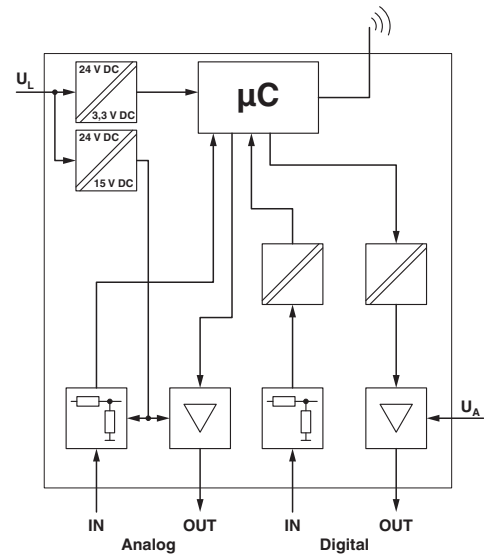 24 V DC
3,3 V DC
U_L
µC
24 V DC
15 V DC
U_A
IN OUT IN OUT
Analog Digital